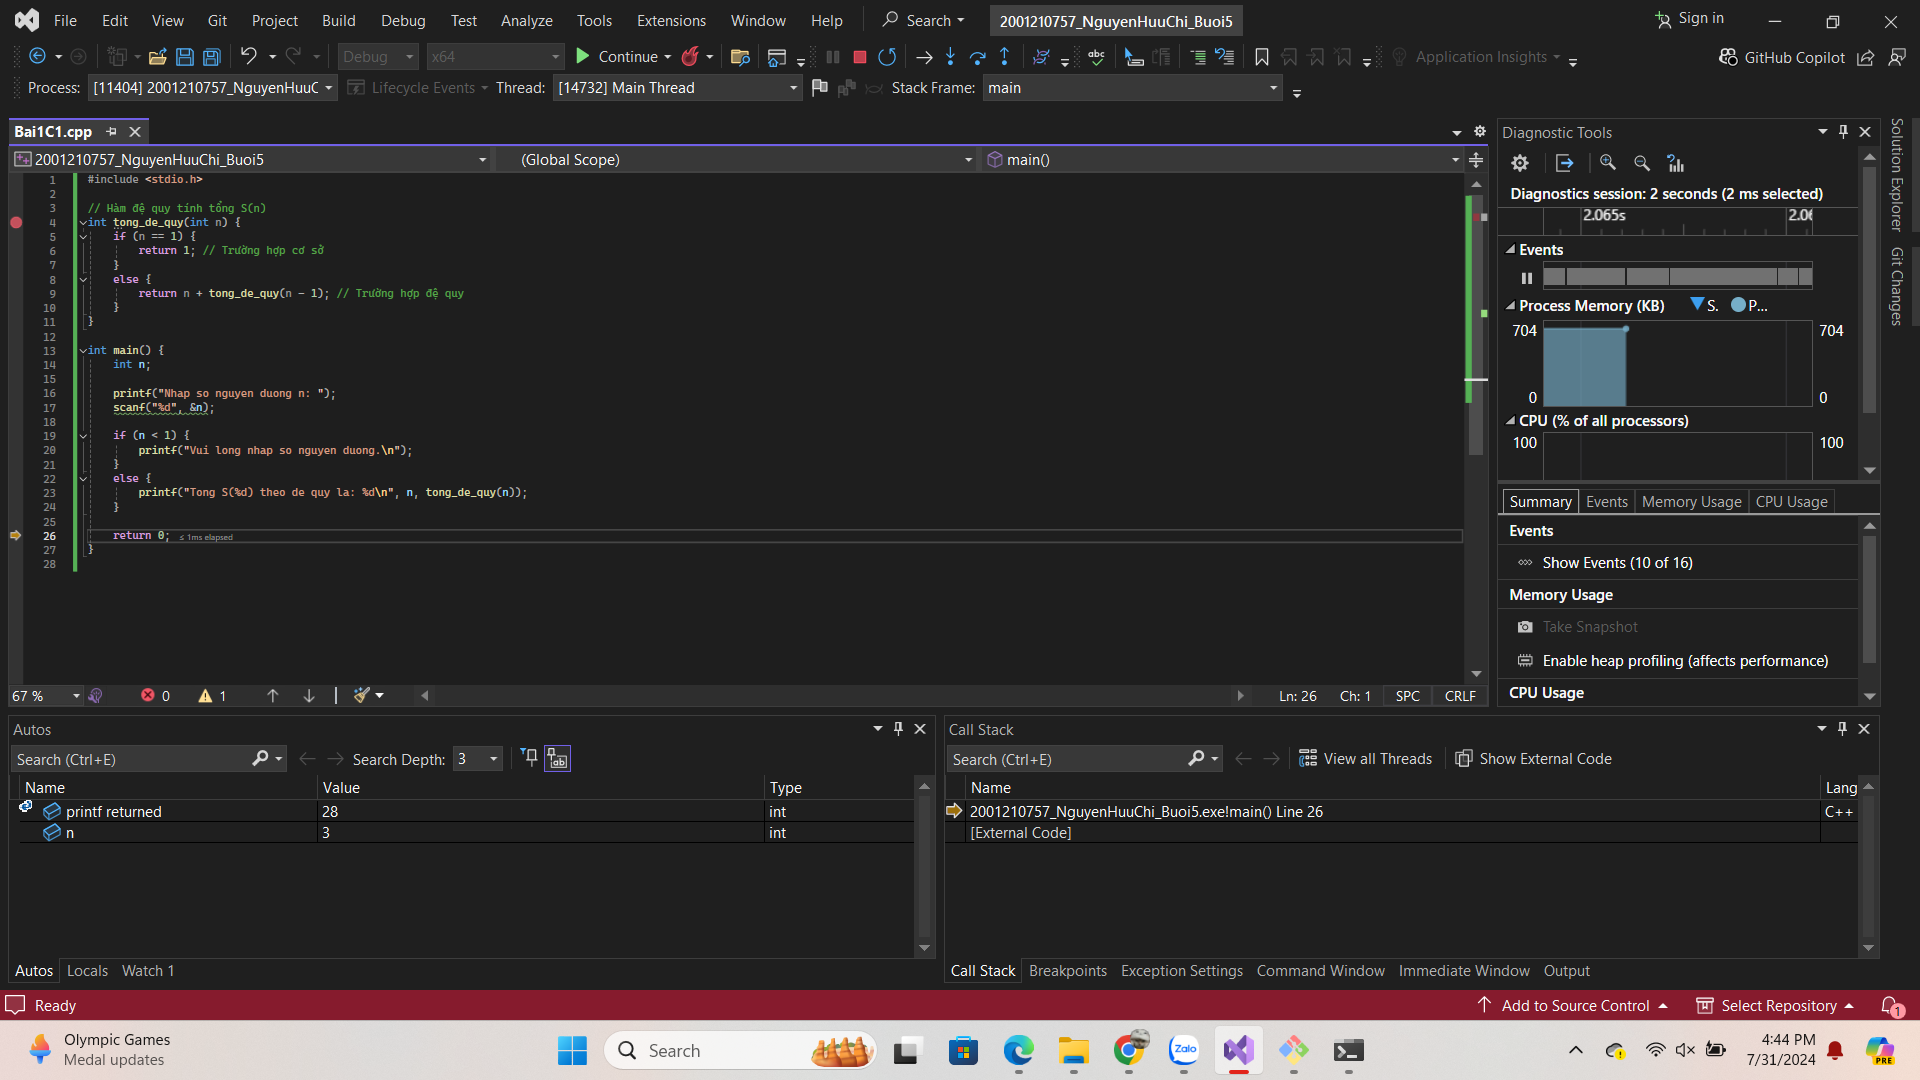 File Edit View Git Project Build Debug Test Analyze Tools Extensions Window Help Search 2001210757_NguyenHuuChi_Buoi5 Sign in
Debug x64 Continue Application Insights GitHub Copilot
Process: [11404] 2001210757_NguyenHuuC Lifecycle Events Thread: [14732] Main Thread Stack Frame: main
Bai1C1.cpp
2001210757_NguyenHuuChi_Buoi5 (Global Scope) main()
1 #include <stdio.h>
2
3 // Hàm đệ quy tính tổng S(n)
4 int tong_de_quy(int n) {
5 if (n == 1) {
6 return 1; // Trường hợp cơ sở
7 }
8 else {
9 return n + tong_de_quy(n - 1); // Trường hợp đệ quy
10 }
11 }
12
13 int main() {
14 int n;
15
16 printf("Nhap so nguyen duong n: ");
17 scanf("%d", &n);
18
19 if (n < 1) {
20 printf("Vui long nhap so nguyen duong.\n");
21 }
22 else {
23 printf("Tong S(%d) theo de quy la: %d\n", n, tong_de_quy(n));
24 }
25
26 return 0; ≤ 1ms elapsed
27 }
28
67 % 0 1 Ln: 26 Ch: 1 SPC CRLF
Diagnostic Tools
Diagnostics session: 2 seconds (2 ms selected)
2.065s 2.06
Events
Process Memory (KB) S. P...
704 704
0 0
CPU (% of all processors)
100 100
Summary Events Memory Usage CPU Usage
Events
Show Events (10 of 16)
Memory Usage
Take Snapshot
Enable heap profiling (affects performance)
CPU Usage
Solution Explorer
Git Changes
Autos
Search (Ctrl+E) Search Depth: 3
Name Value Type
printf returned 28 int
n 3 int
Autos Locals Watch 1
Call Stack
Search (Ctrl+E) View all Threads Show External Code
Name Lang
2001210757_NguyenHuuChi_Buoi5.exe!main() Line 26 C++
[External Code]
Call Stack Breakpoints Exception Settings Command Window Immediate Window Output
Ready Add to Source Control Select Repository 1
Olympic Games
Medal updates
Search
Zalo
4:44 PM
7/31/2024
PRE